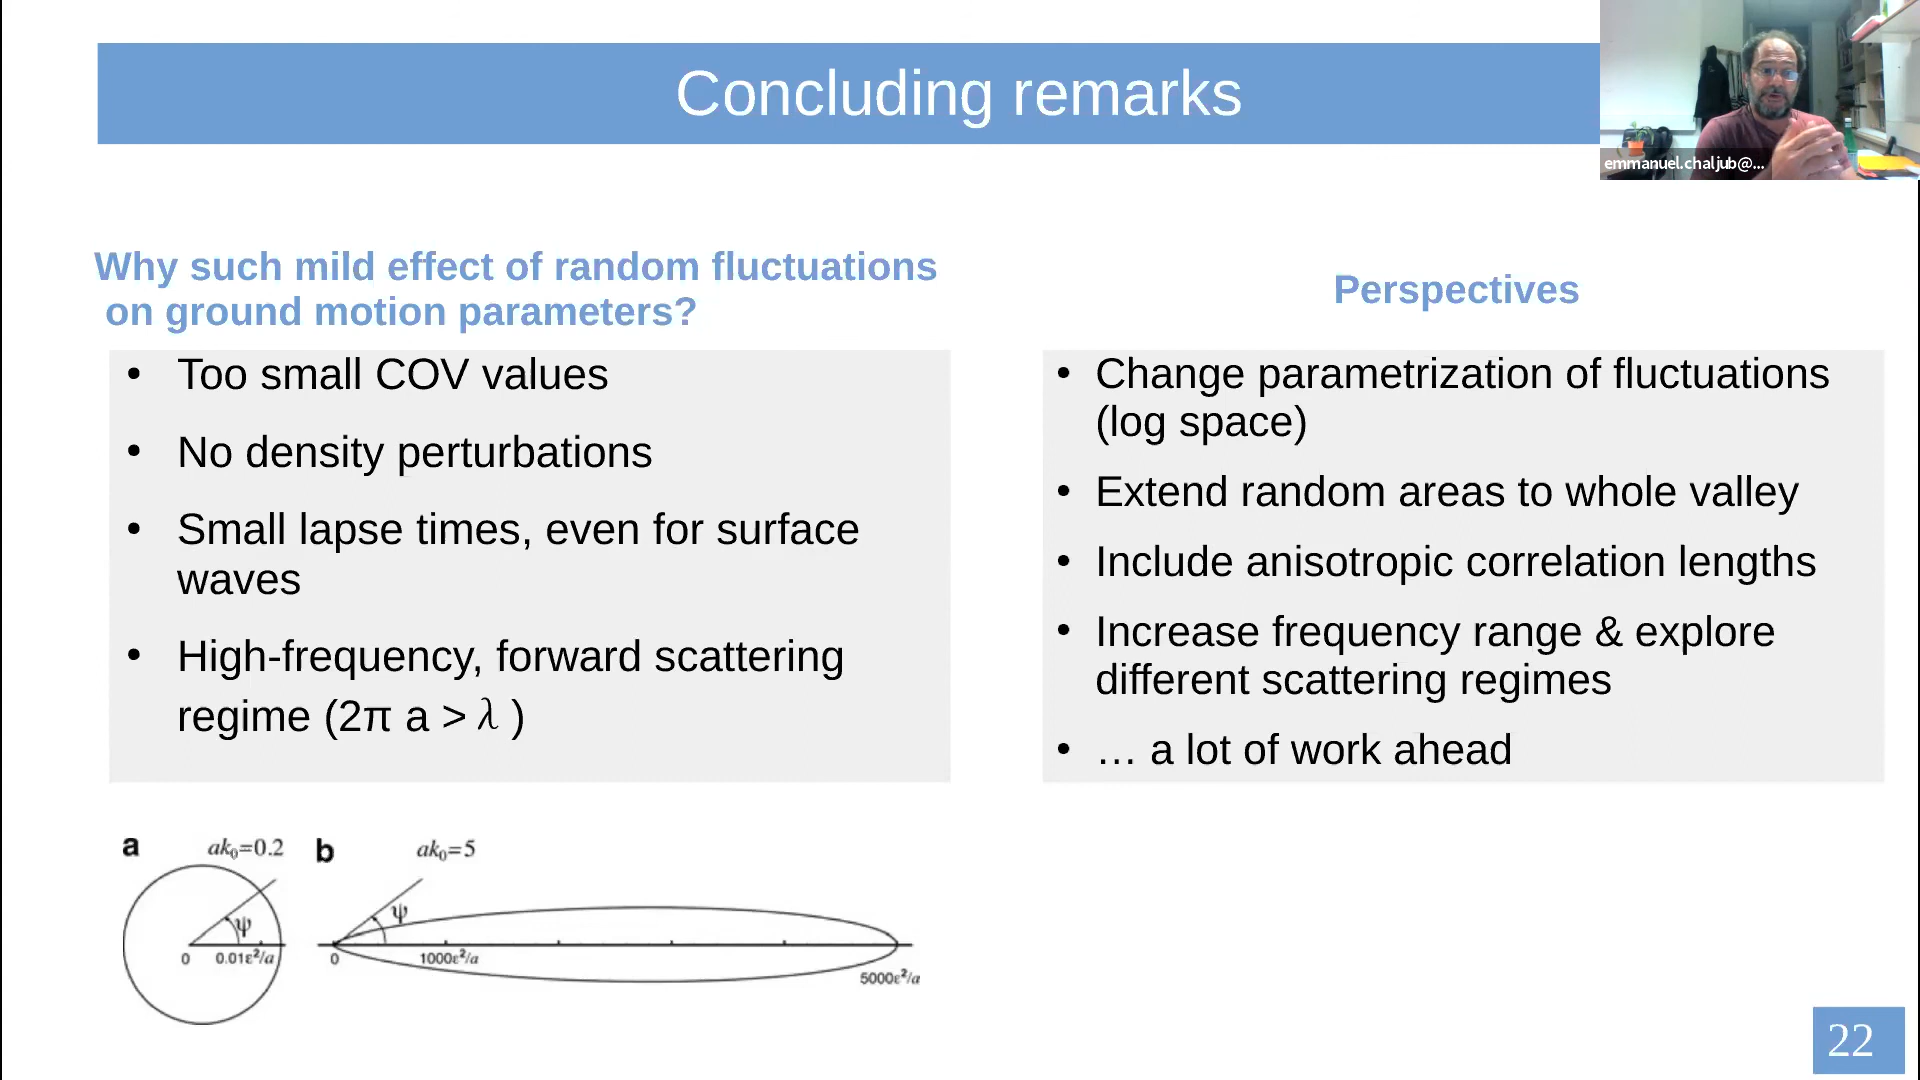 Concluding remarks
emmanuel.chaljub@...
Why such mild effect of random fluctuations
on ground motion parameters?
• Too small COV values
• No density perturbations
• Small lapse times, even for surface
waves
• High-frequency, forward scattering
regime (2π a > λ )
Perspectives
• Change parametrization of fluctuations
(log space)
• Extend random areas to whole valley
• Include anisotropic correlation lengths
• Increase frequency range & explore
different scattering regimes
• … a lot of work ahead
a ak₀=0.2
ψ
0 0.01ε²/a
b ak₀=5
ψ
0 1000ε²/a
5000ε²/a
22